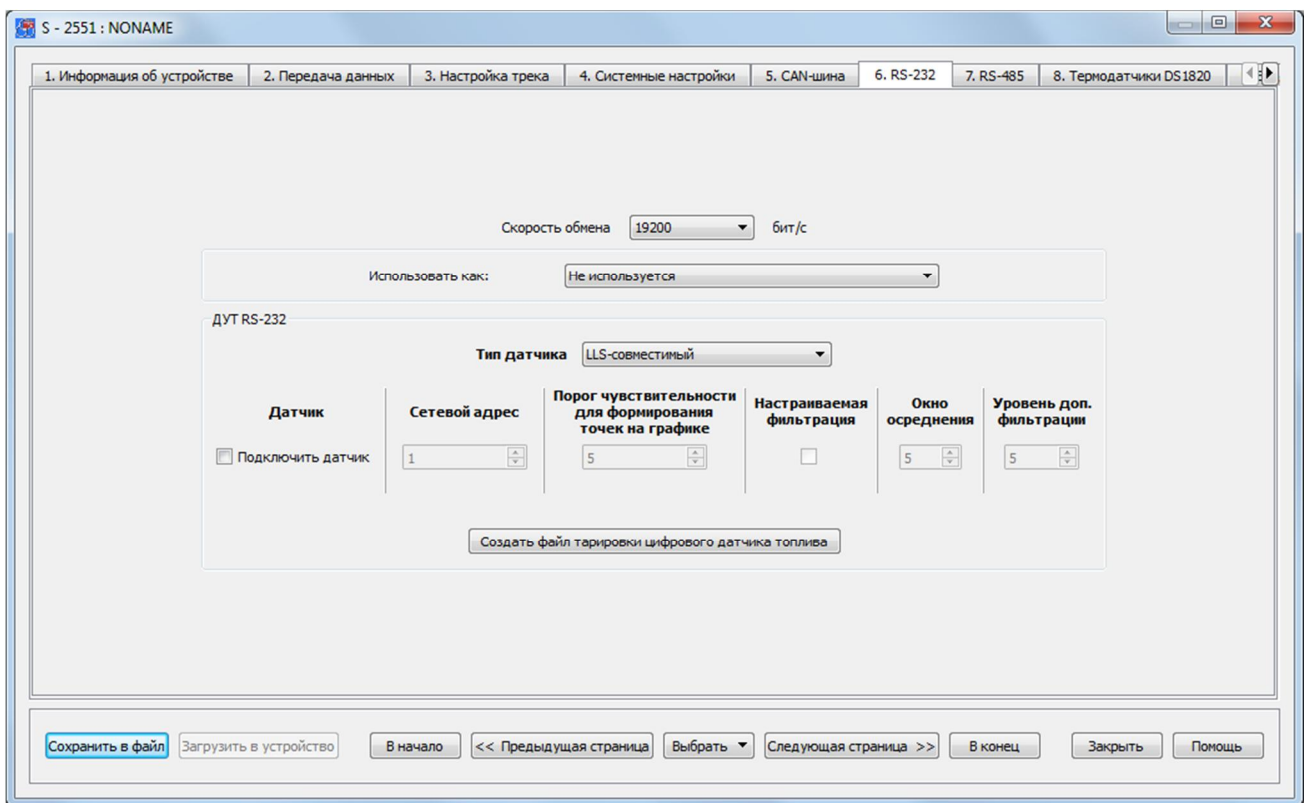 S - 2551 : NONAME
1. Информация об устройстве 2. Передача данных 3. Настройка трека 4. Системные настройки 5. CAN-шина 6. RS-232 7. RS-485 8. Термодатчики DS1820
Скорость обмена 19200 бит/с
Использовать как: Не используется
ДУТ RS-232
Тип датчика LLS-совместимый
Датчик
Подключить датчик
Сетевой адрес
1
Порог чувствительности
для формирования
точек на графике
5
Настраиваемая
фильтрация
Окно
осреднения
5
Уровень доп.
фильтрации
5
Создать файл тарировки цифрового датчика топлива
Сохранить в файл Загрузить в устройство В начало << Предыдущая страница Выбрать Следующая страница >> В конец Закрыть Помощь